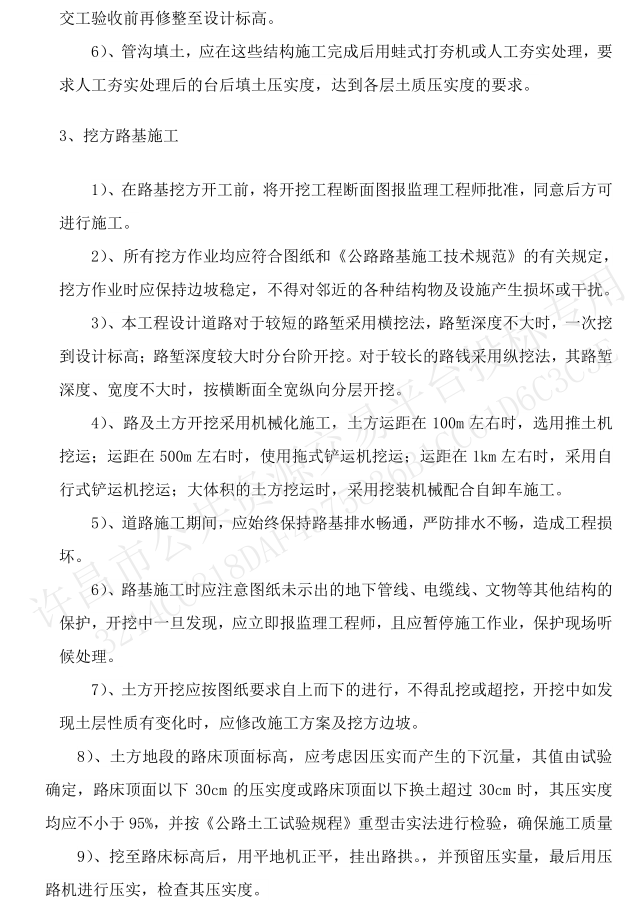 交工验收前再修整至设计标高。
6）、管沟填土，应在这些结构施工完成后用蛙式打夯机或人工夯实处理，要
求人工夯实处理后的台后填土压实度，达到各层土质压实度的要求。
3、挖方路基施工
1）、在路基挖方开工前，将开挖工程断面图报监理工程师批准，同意后方可
进行施工。
2）、所有挖方作业均应符合图纸和《公路路基施工技术规范》的有关规定，
挖方作业时应保持边坡稳定，不得对邻近的各种结构物及设施产生损坏或干扰。
3）、本工程设计道路对于较短的路堑采用横挖法，路堑深度不大时，一次挖
到设计标高；路堑深度较大时分台阶开挖。对于较长的路钱采用纵挖法，其路堑
深度、宽度不大时，按横断面全宽纵向分层开挖。
4）、路及土方开挖采用机械化施工，土方运距在 100m 左右时，选用推土机
挖运；运距在 500m 左右时，使用拖式铲运机挖运；运距在 1km 左右时，采用自
行式铲运机挖运；大体积的土方挖运时，采用挖装机械配合自卸车施工。
5）、道路施工期间，应始终保持路基排水畅通，严防排水不畅，造成工程损
坏。
6）、路基施工时应注意图纸未示出的地下管线、电缆线、文物等其他结构的
保护，开挖中一旦发现，应立即报监理工程师，且应暂停施工作业，保护现场听
候处理。
7）、土方开挖应按图纸要求自上而下的进行，不得乱挖或超挖，开挖中如发
现土层性质有变化时，应修改施工方案及挖方边坡。
8）、土方地段的路床顶面标高，应考虑因压实而产生的下沉量，其值由试验
确定，路床顶面以下 30cm 的压实度或路床顶面以下换土超过 30cm 时，其压实度
均应不小于 95%，并按《公路土工试验规程》重型击实法进行检验，确保施工质量
9）、挖至路床标高后，用平地机正平，挂出路拱。，并预留压实量，最后用压
路机进行压实，检查其压实度。
许昌市公共资源交易平台投标专用